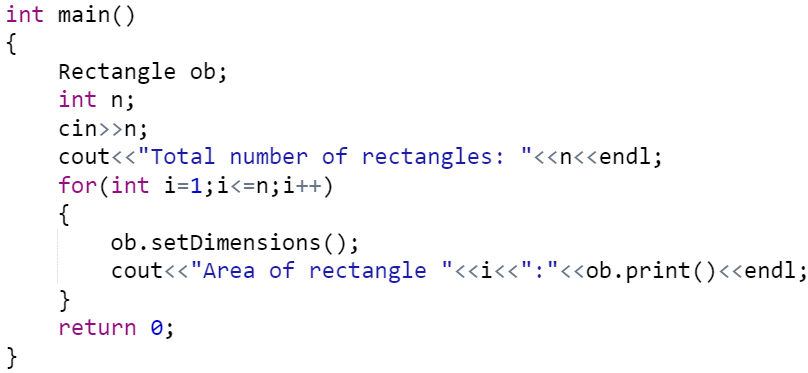 int main()
{
    Rectangle ob;
    int n;
    cin>>n;
    cout<<"Total number of rectangles: "<<n<<endl;
    for(int i=1;i<=n;i++)
    {
        ob.setDimensions();
        cout<<"Area of rectangle "<<i<<":"<<ob.print()<<endl;
    }
    return 0;
}